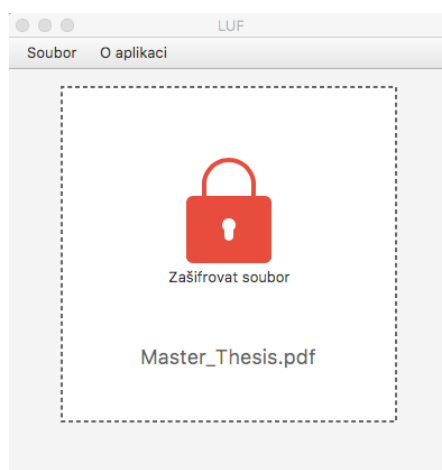 LUF
Soubor O aplikaci
Zašifrovat soubor
Master_Thesis.pdf